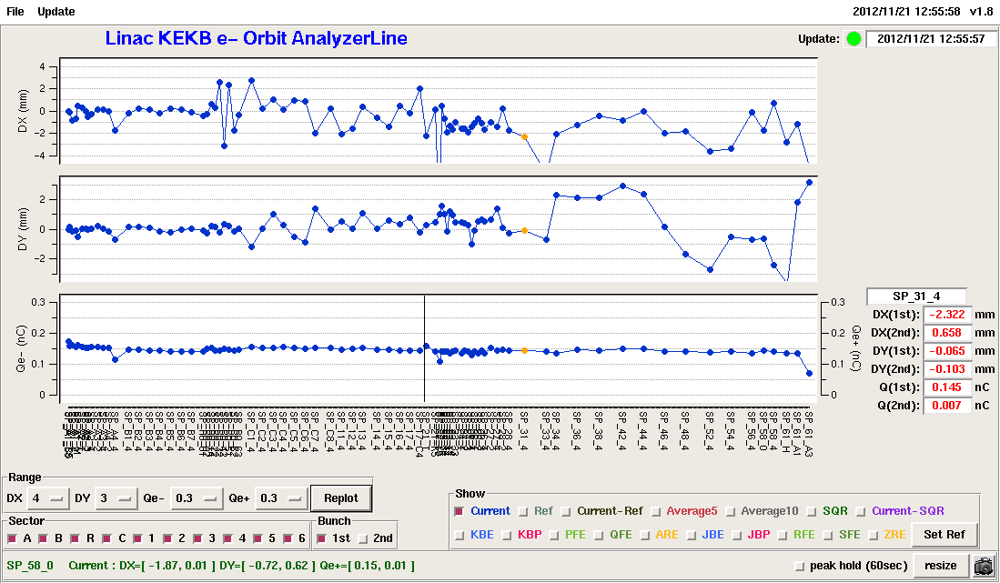 File Update 2012/11/21 12:55:58 v1.8
Linac KEKB e− Orbit AnalyzerLine
Update: 2012/11/21 12:55:57
DX (mm)
4
2
0
−2
−4
DY (mm)
2
0
−2
Qe− (nC)
0.3
0.2
0.1
0
0.3
0.2
0.1
0
Qe+ (nC)
SP_31_4
DX(1st): −2.322 mm
DX(2nd): 0.658 mm
DY(1st): −0.065 mm
DY(2nd): −0.103 mm
Q(1st): 0.145 nC
Q(2nd): 0.007 nC
SP_A4_4 SP_B1_4 SP_B2_4 SP_B3_4 SP_B4_4 SP_B5_4 SP_B6_4 SP_B7_4 SP_C1_4 SP_C2_4 SP_C3_4 SP_C4_4 SP_C5_4 SP_C6_4 SP_C7_4 SP_C8_4 SP_11_4 SP_12_4 SP_13_4 SP_14_4 SP_15_4 SP_16_4 SP_17_4 SP_31_4 SP_33_4 SP_34_4 SP_36_4 SP_38_4 SP_42_4 SP_44_4 SP_46_4 SP_48_4 SP_52_4 SP_54_4 SP_56_4 SP_58_0 SP_58_4 SP_61_H SP_61_A1 SP_61_A3
Range
DX 4 DY 3 Qe− 0.3 Qe+ 0.3 Replot
Sector
A B R C 1 2 3 4 5 6
Bunch
1st 2nd
Show
Current Ref Current-Ref Average5 Average10 SQR Current-SQR
KBE KBP PFE QFE ARE JBE JBP RFE SFE ZRE Set Ref
SP_58_0 Current : DX=[ −1.87, 0.01 ] DY=[ −0.72, 0.62 ] Qe+=[ 0.15, 0.01 ]
peak hold (60sec) resize